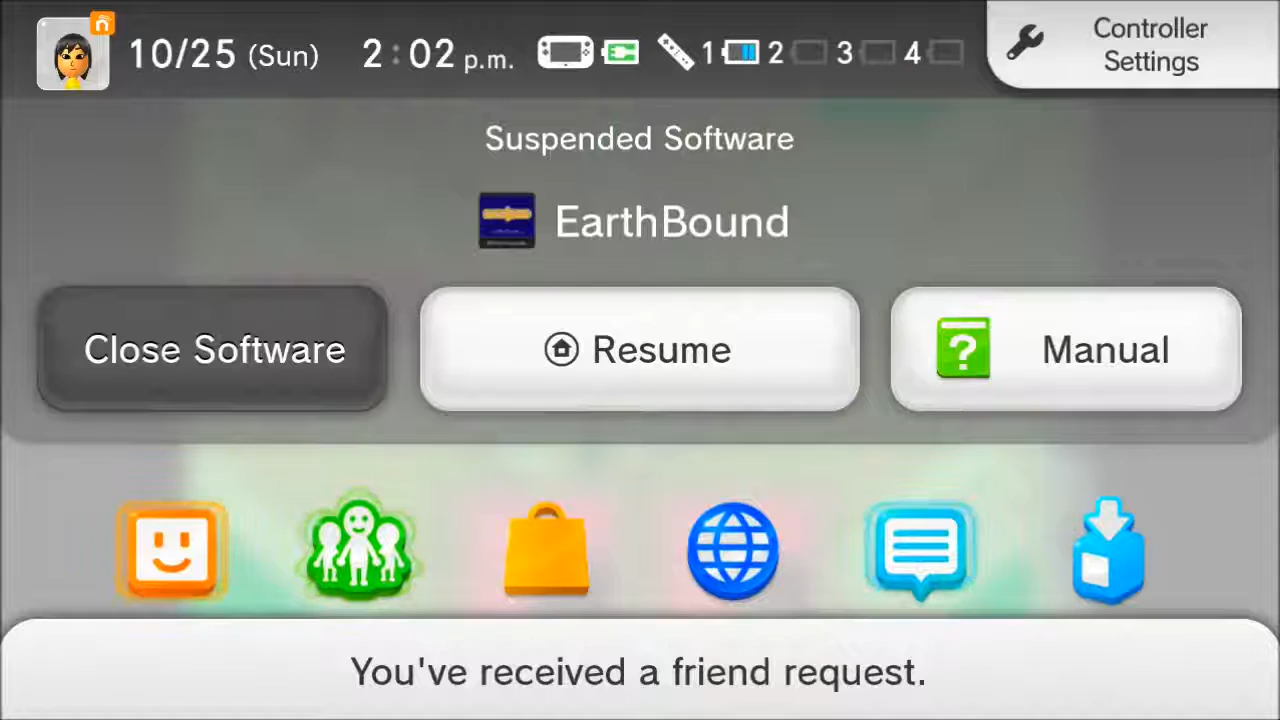 10/25 (Sun) 2:02 p.m. 1 2 3 4
Controller
Settings
Suspended Software
EarthBound
Close Software
Resume
? Manual
You've received a friend request.